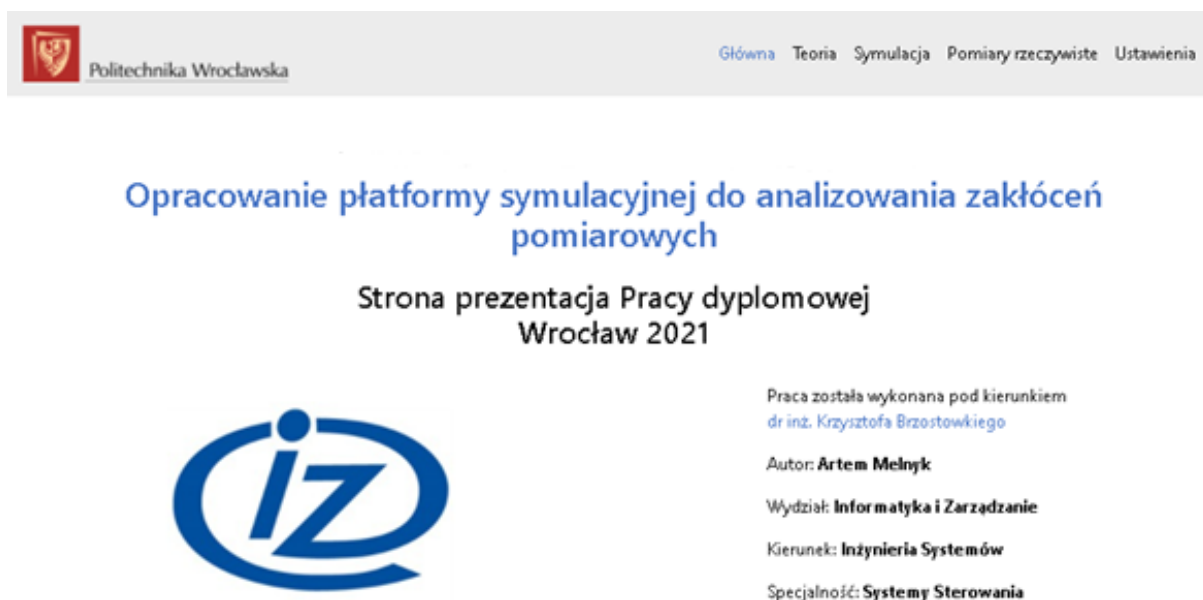 Politechnika Wrocławska
Główna Teoria Symulacja Pomiary rzeczywiste Ustawienia
Opracowanie płatformy symulacyjnej do analizowania zakłóceń
pomiarowych
Strona prezentacja Pracy dyplomowej
Wrocław 2021
iz
Praca została wykonana pod kierunkiem
dr inż. Krzysztofa Brzostowkiego
Autor: Artem Melnyk
Wydział: Informatyka i Zarządzanie
Kierunek: Inżynieria Systemów
Specjalność: Systemy Sterowania